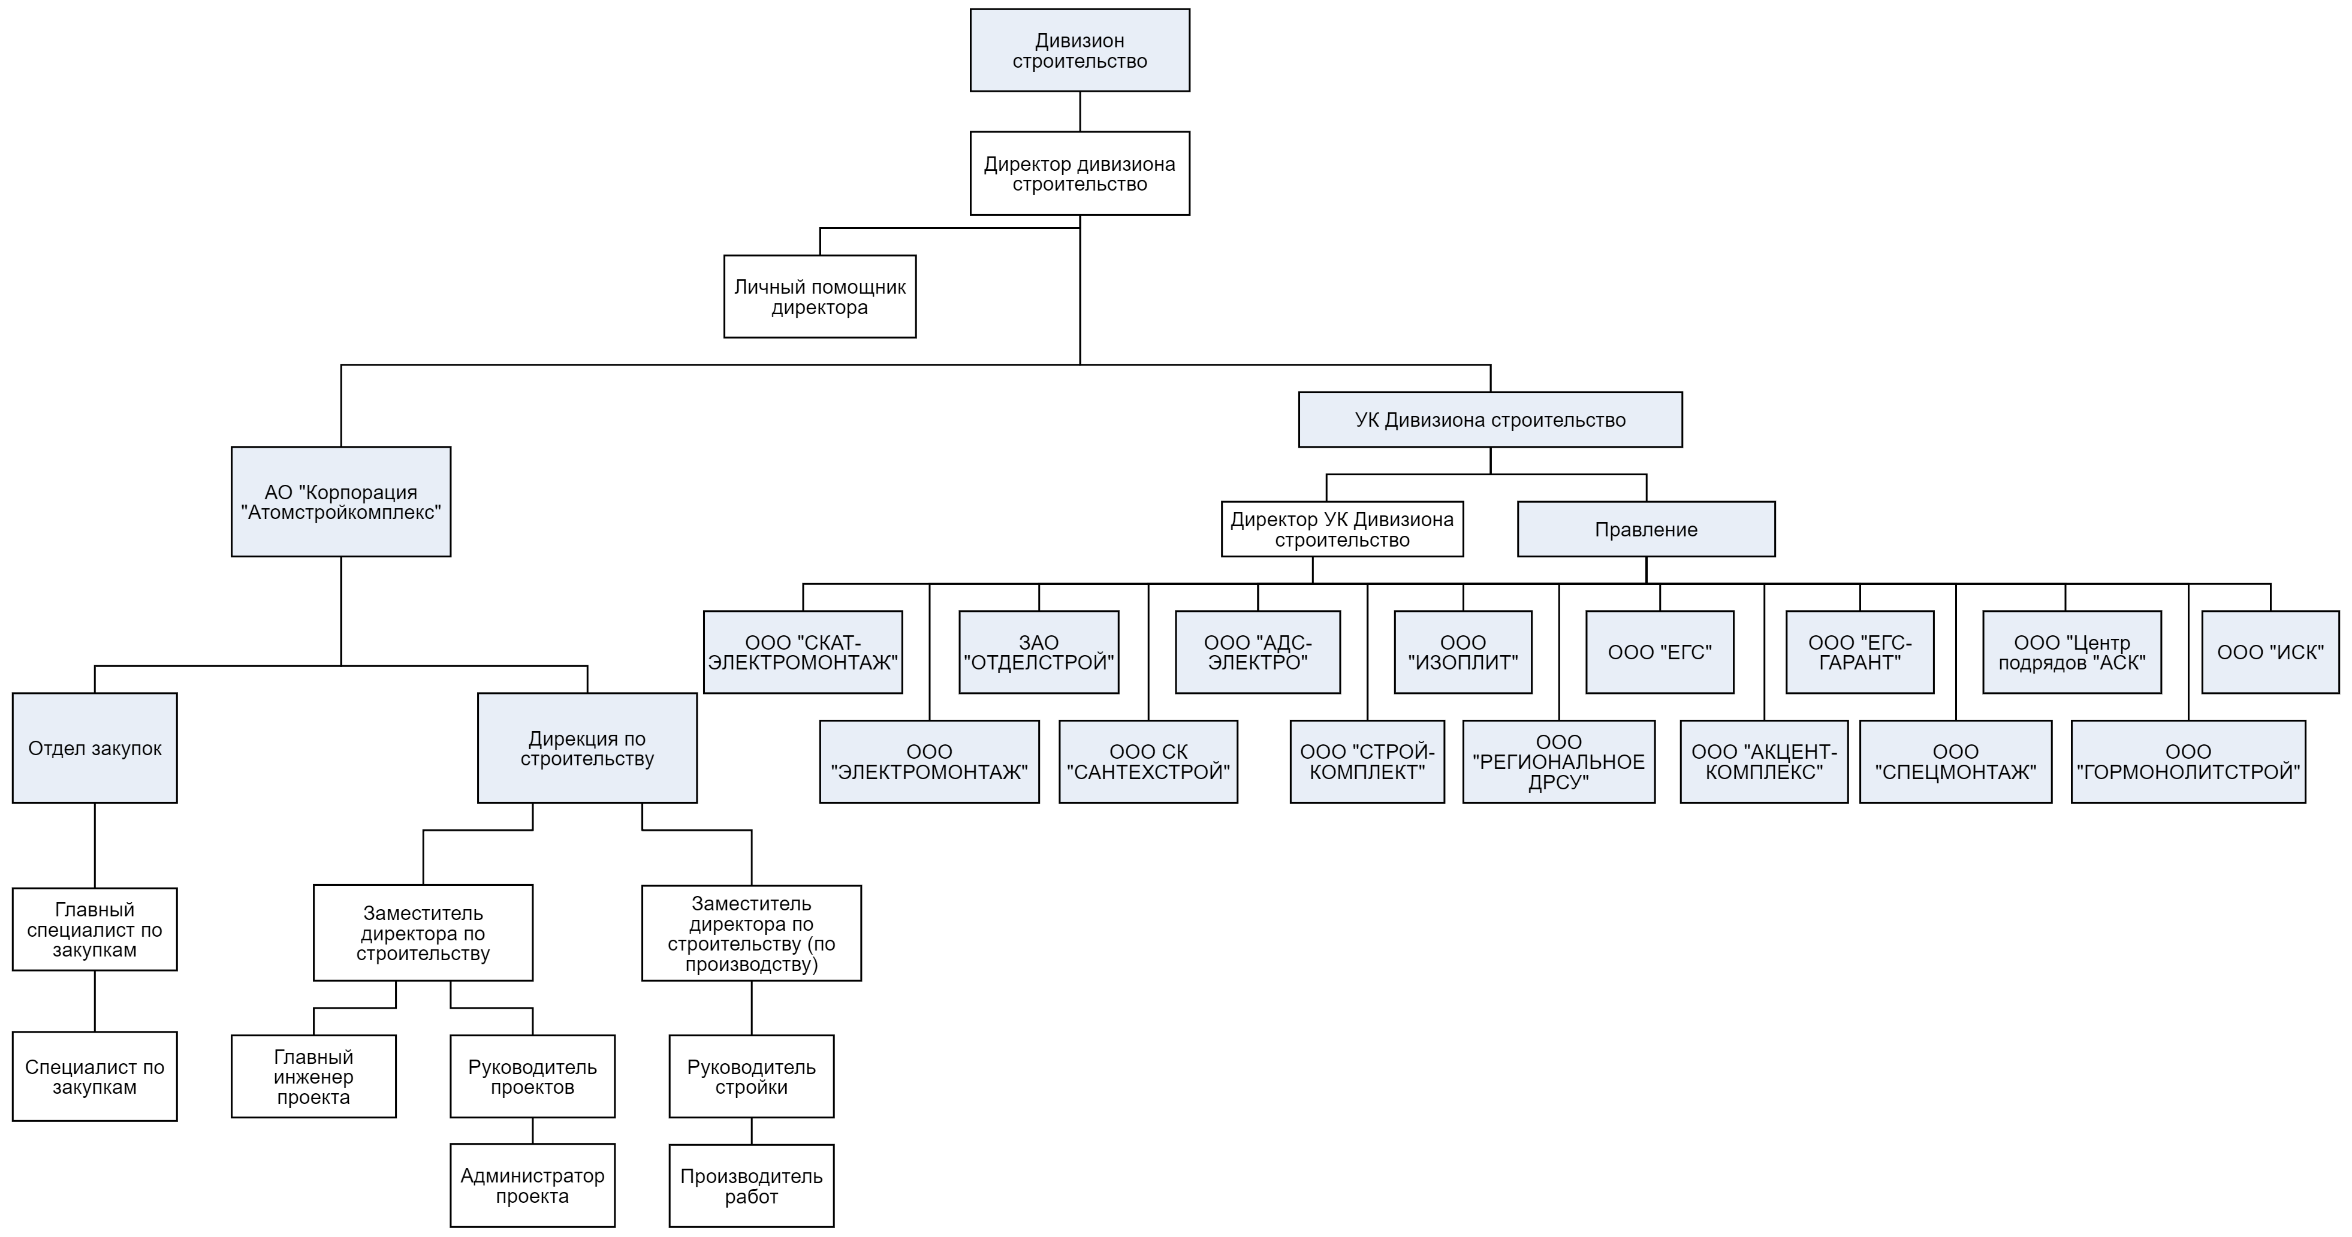 Дивизион
строительство
Директор дивизиона
строительство
Личный помощник
директора
УК Дивизиона строительство
АО "Корпорация
"Атомстройкомплекс"
Директор УК Дивизиона
строительство
Правление
ООО "СКАТ-
ЭЛЕКТРОМОНТАЖ"
ЗАО
"ОТДЕЛСТРОЙ"
ООО "АДС-
ЭЛЕКТРО"
ООО
"ИЗОПЛИТ"
ООО "ЕГС"
ООО "ЕГС-
ГАРАНТ"
ООО "Центр
подрядов "АСК"
ООО "ИСК"
Отдел закупок
Дирекция по
строительству
ООО
"ЭЛЕКТРОМОНТАЖ"
ООО СК
"САНТЕХСТРОЙ"
ООО "СТРОЙ-
КОМПЛЕКТ"
ООО
"РЕГИОНАЛЬНОЕ
ДРСУ"
ООО "АКЦЕНТ-
КОМПЛЕКС"
ООО
"СПЕЦМОНТАЖ"
ООО
"ГОРМОНОЛИТСТРОЙ"
Главный
специалист по
закупкам
Заместитель
директора по
строительству
Заместитель
директора по
строительству (по
производству)
Специалист по
закупкам
Главный
инженер
проекта
Руководитель
проектов
Руководитель
стройки
Администратор
проекта
Производитель
работ